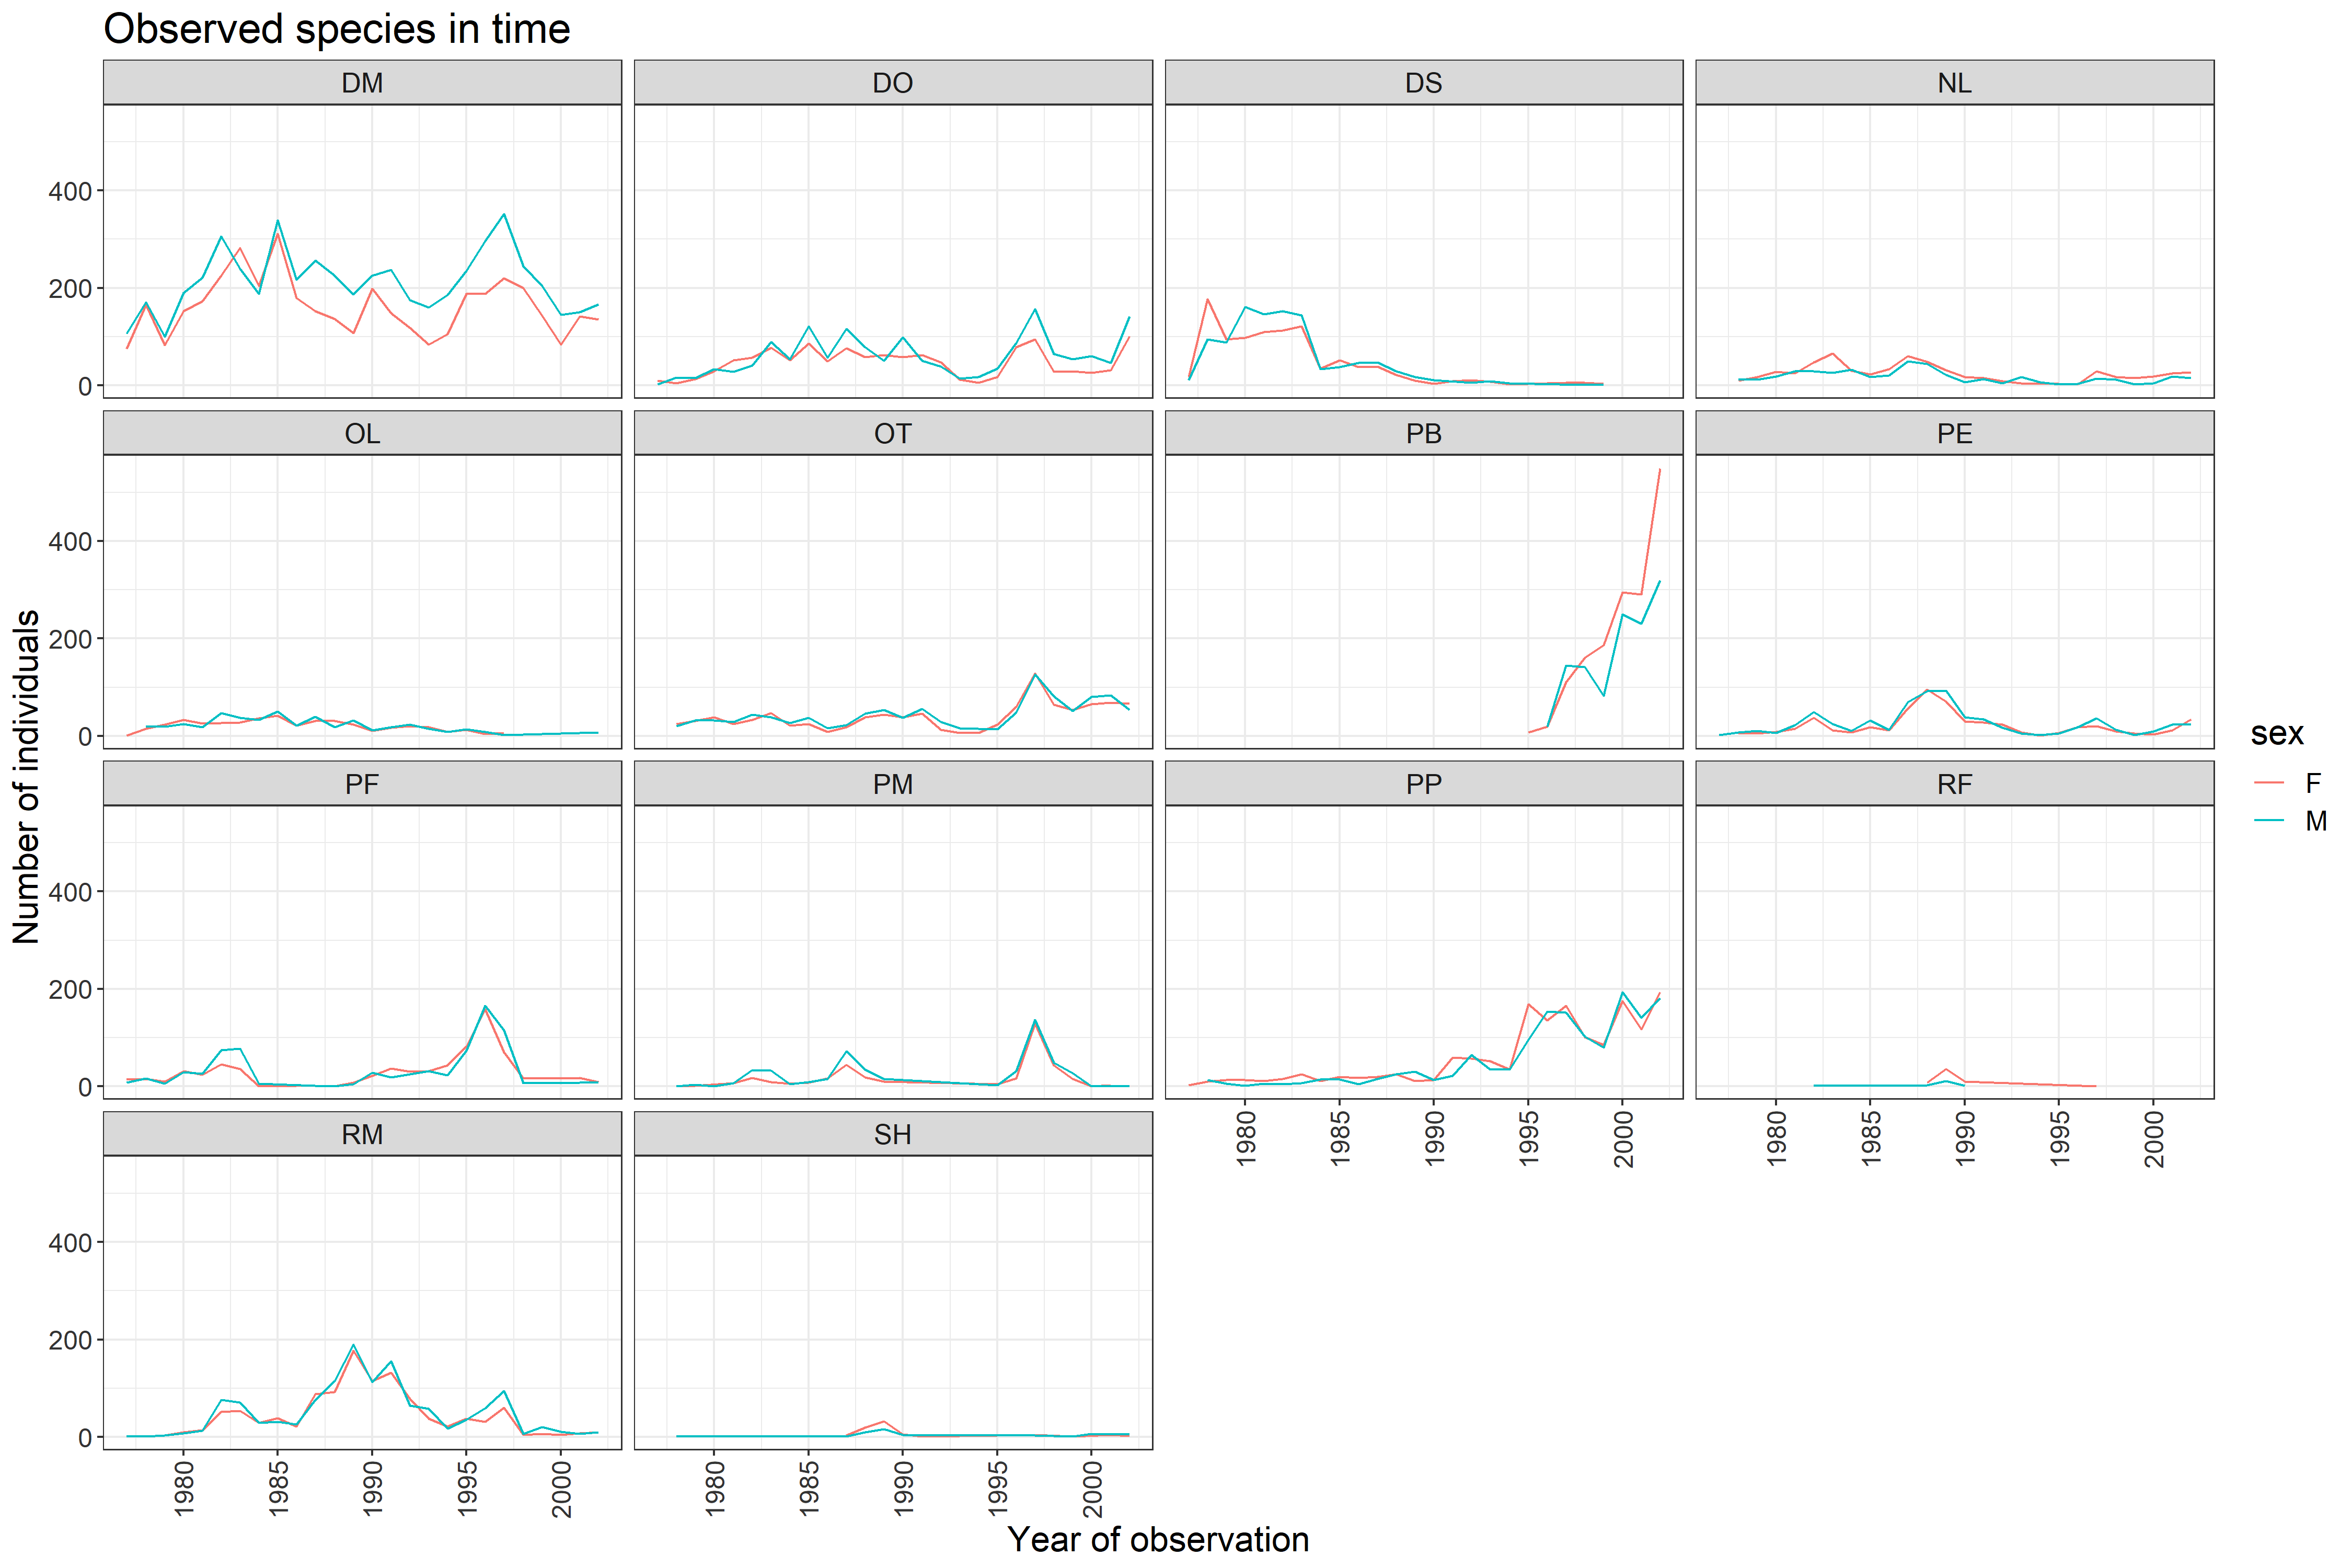 Observed species in time
DM DO DS NL
400
200
0
OL OT PB PE
400
200
0
PF PM PP RF
400
200
0
1980 1985 1990 1995 2000 1980 1985 1990 1995 2000
RM SH
400
200
0
1980 1985 1990 1995 2000 1980 1985 1990 1995 2000
Year of observation
Number of individuals
sex
F
M